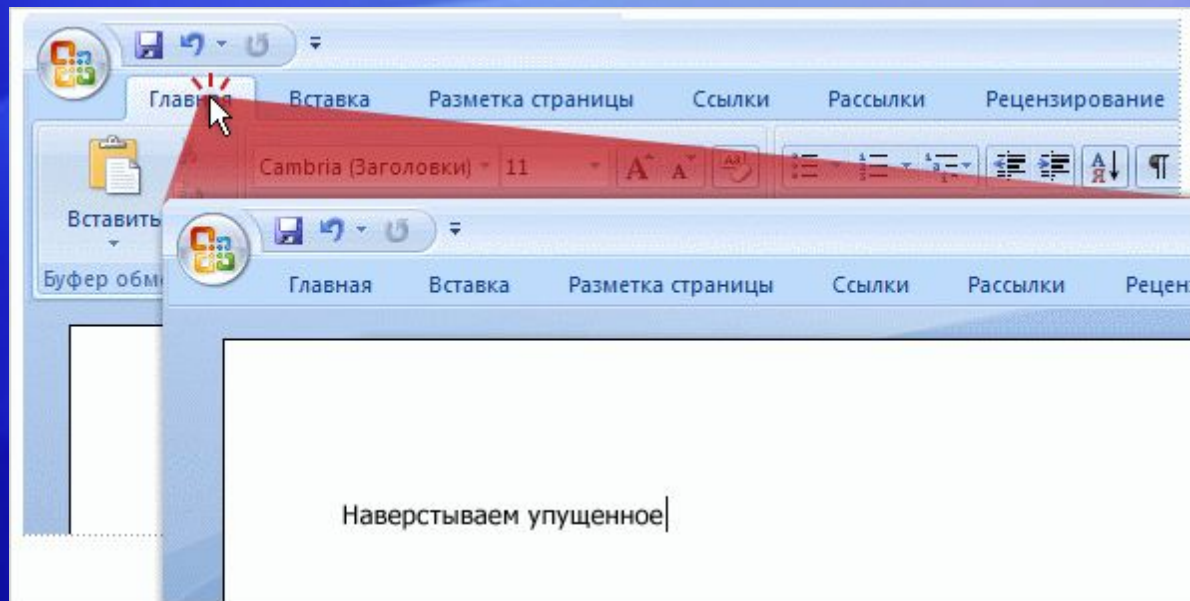 Главная Вставка Разметка страницы Ссылки Рассылки Рецензирование
Cambria (Заголовки) 11
Вставить
Буфер обм
Главная Вставка Разметка страницы Ссылки Рассылки Рецен
Наверстываем упущенное